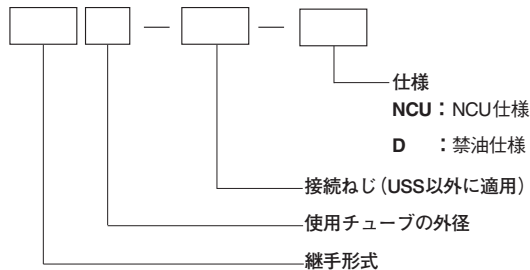 仕様
NCU：NCU仕様
D　：禁油仕様
接続ねじ（USS以外に適用）
使用チューブの外径
継手形式